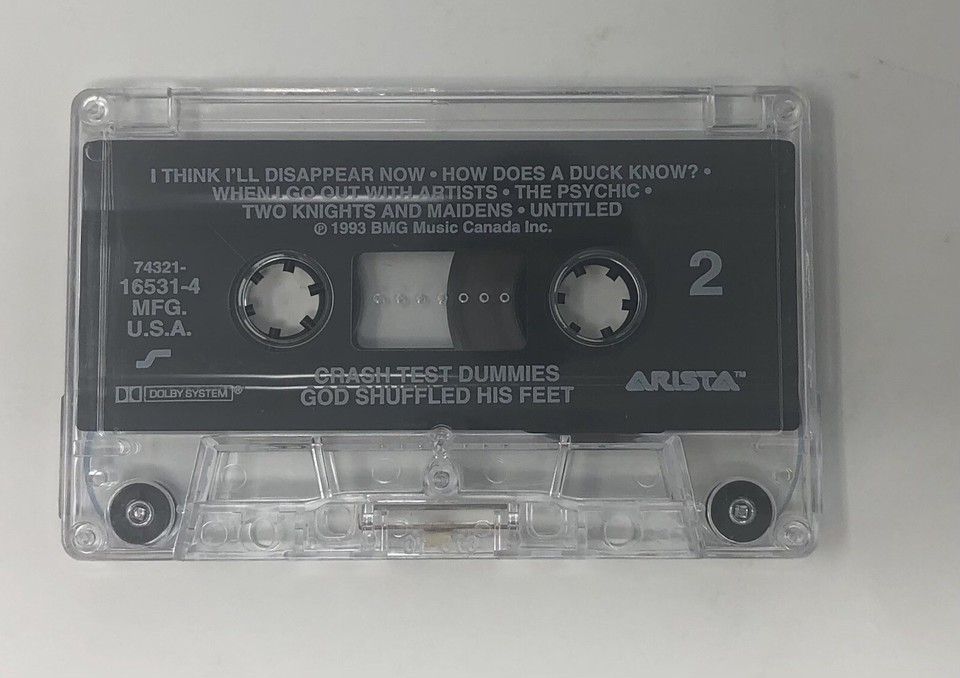 I THINK I'LL DISAPPEAR NOW • HOW DOES A DUCK KNOW? •
WHEN I GO OUT WITH ARTISTS • THE PSYCHIC •
TWO KNIGHTS AND MAIDENS • UNTITLED
℗ 1993 BMG Music Canada Inc.
74321-
16531-4
MFG.
U.S.A.
2
DOLBY SYSTEM®
CRASH TEST DUMMIES
GOD SHUFFLED HIS FEET
ARISTA™